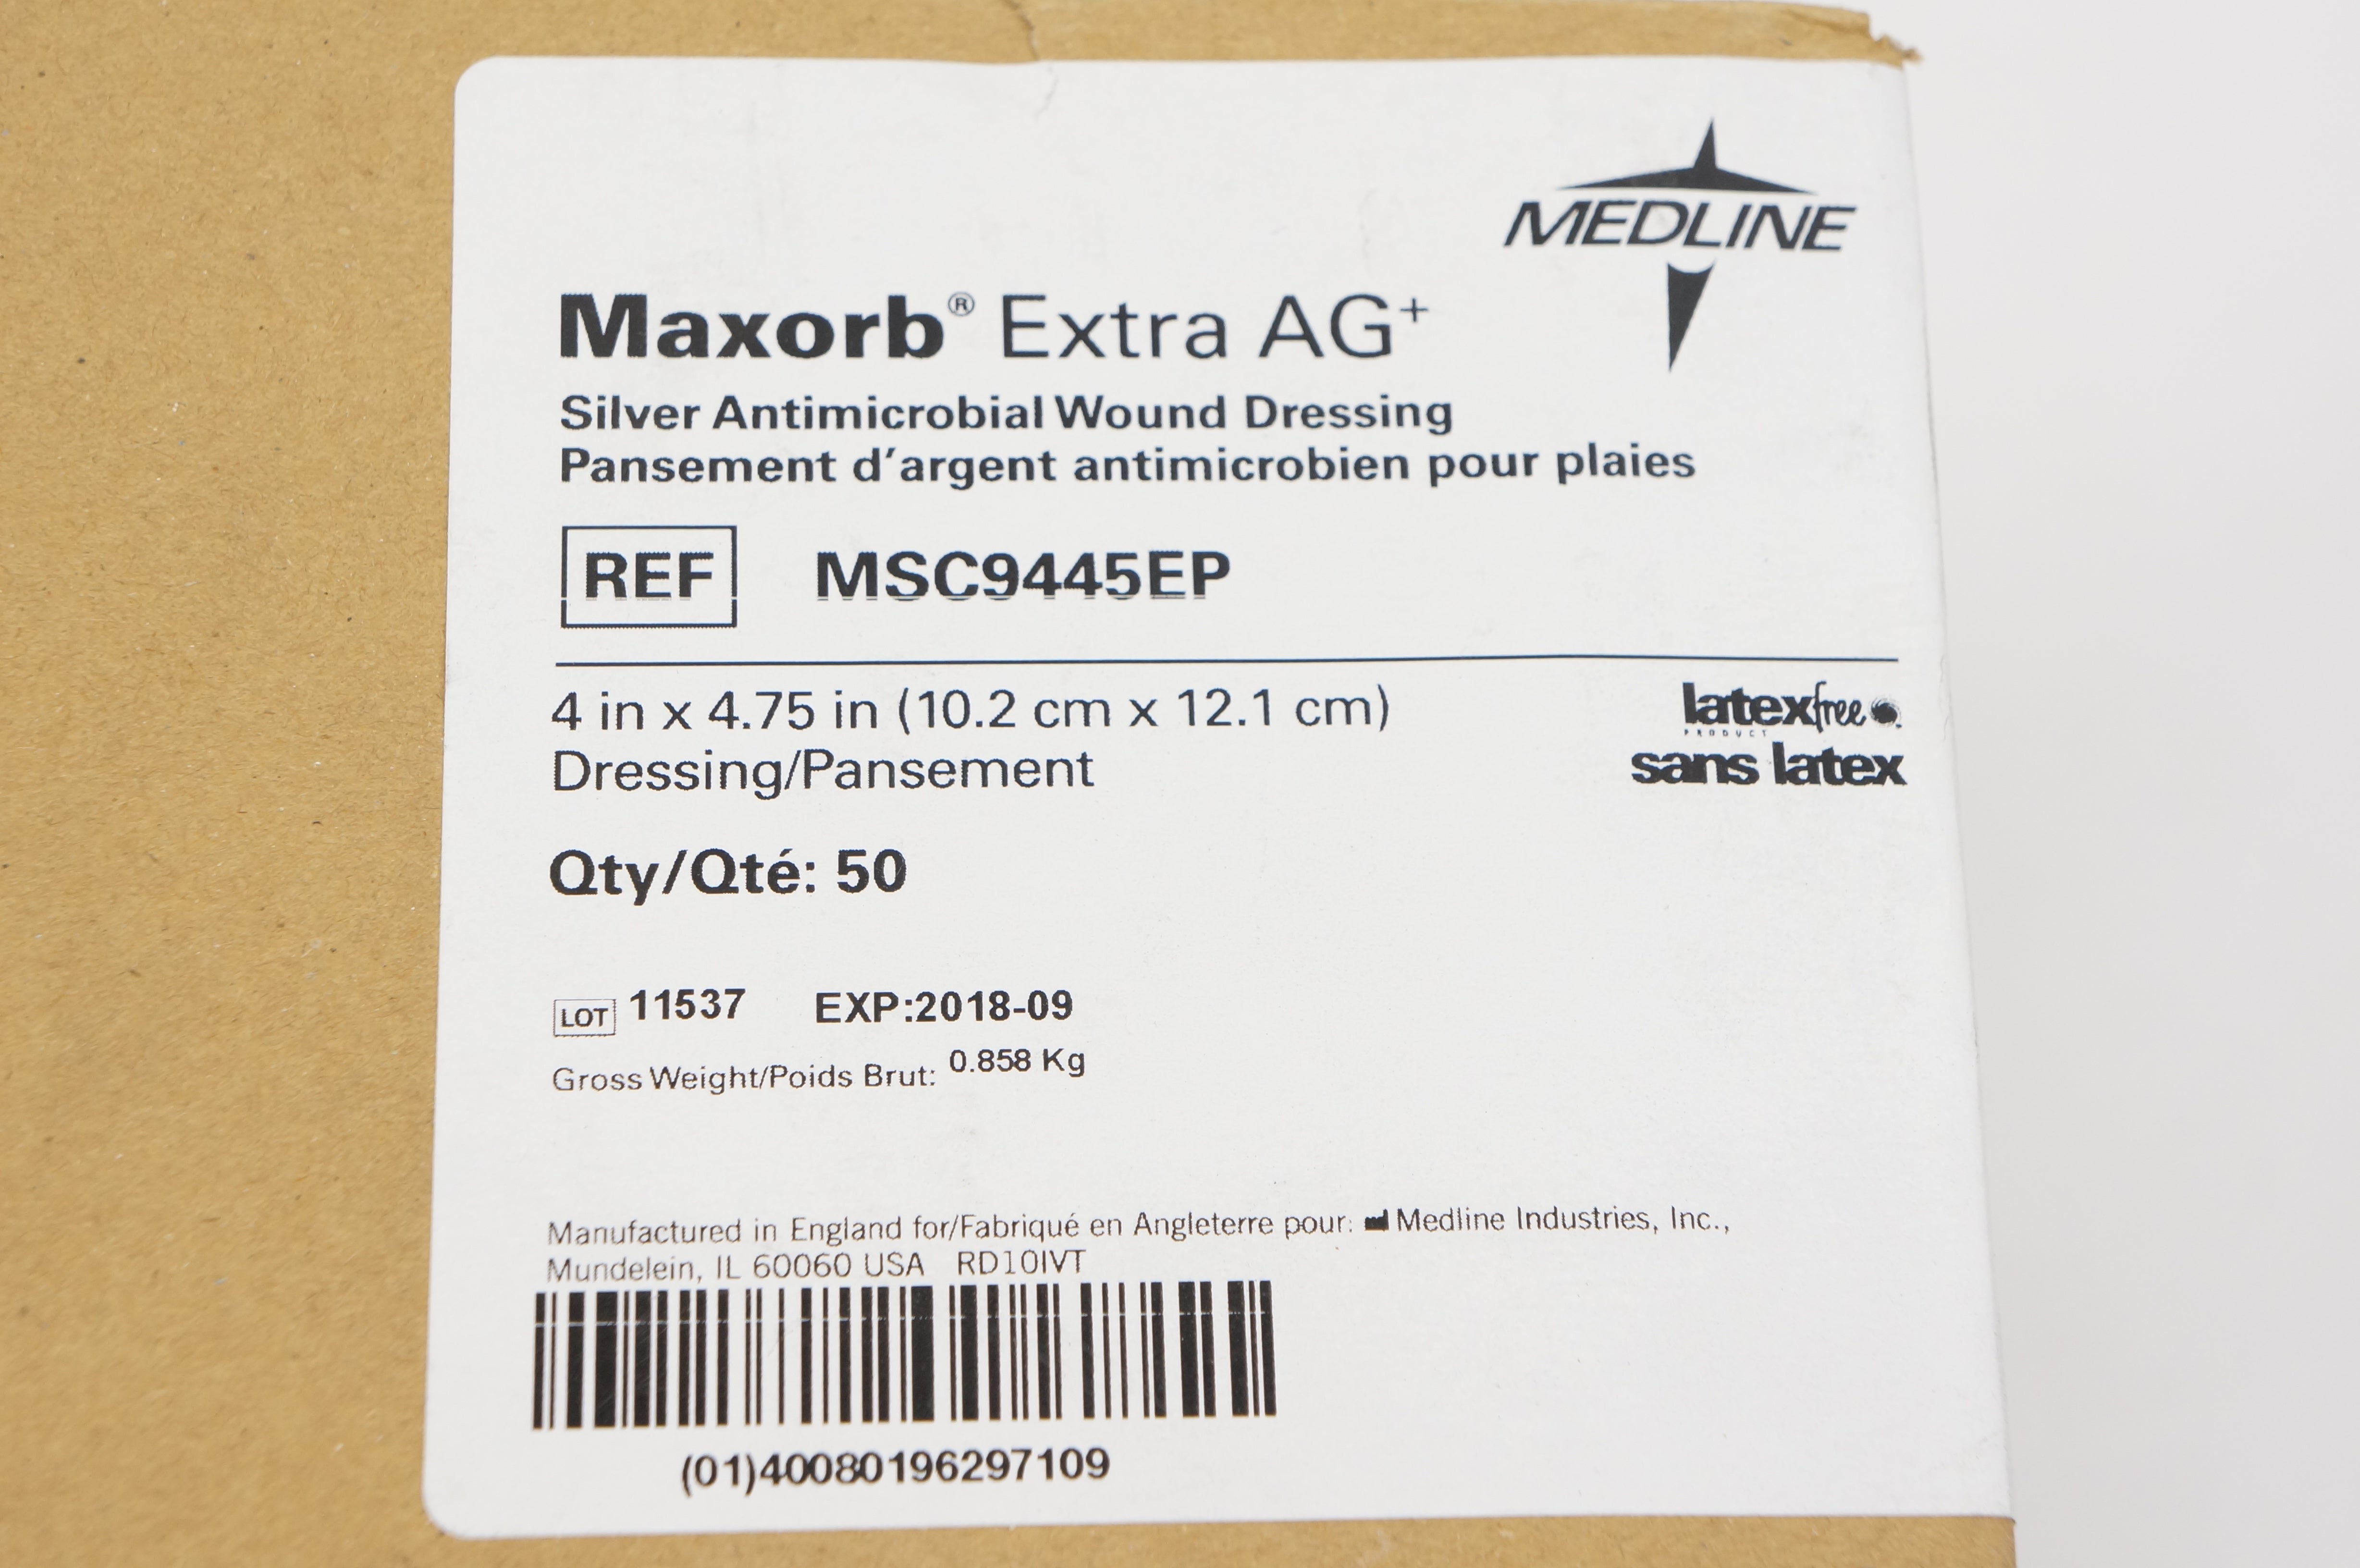 MEDLINE
Maxorb® Extra AG⁺
Silver Antimicrobial Wound Dressing
Pansement d'argent antimicrobien pour plaies
REF MSC9445EP
4 in x 4.75 in (10.2 cm x 12.1 cm)
Dressing/Pansement
latexfree
PRODUCT
sans latex
Qty/Qté: 50
LOT 11537 EXP:2018-09
Gross Weight/Poids Brut: 0.858 Kg
Manufactured in England for/Fabriqué en Angleterre pour: Medline Industries, Inc.,
Mundelein, IL 60060 USA RD10IVT
(01)40080196297109